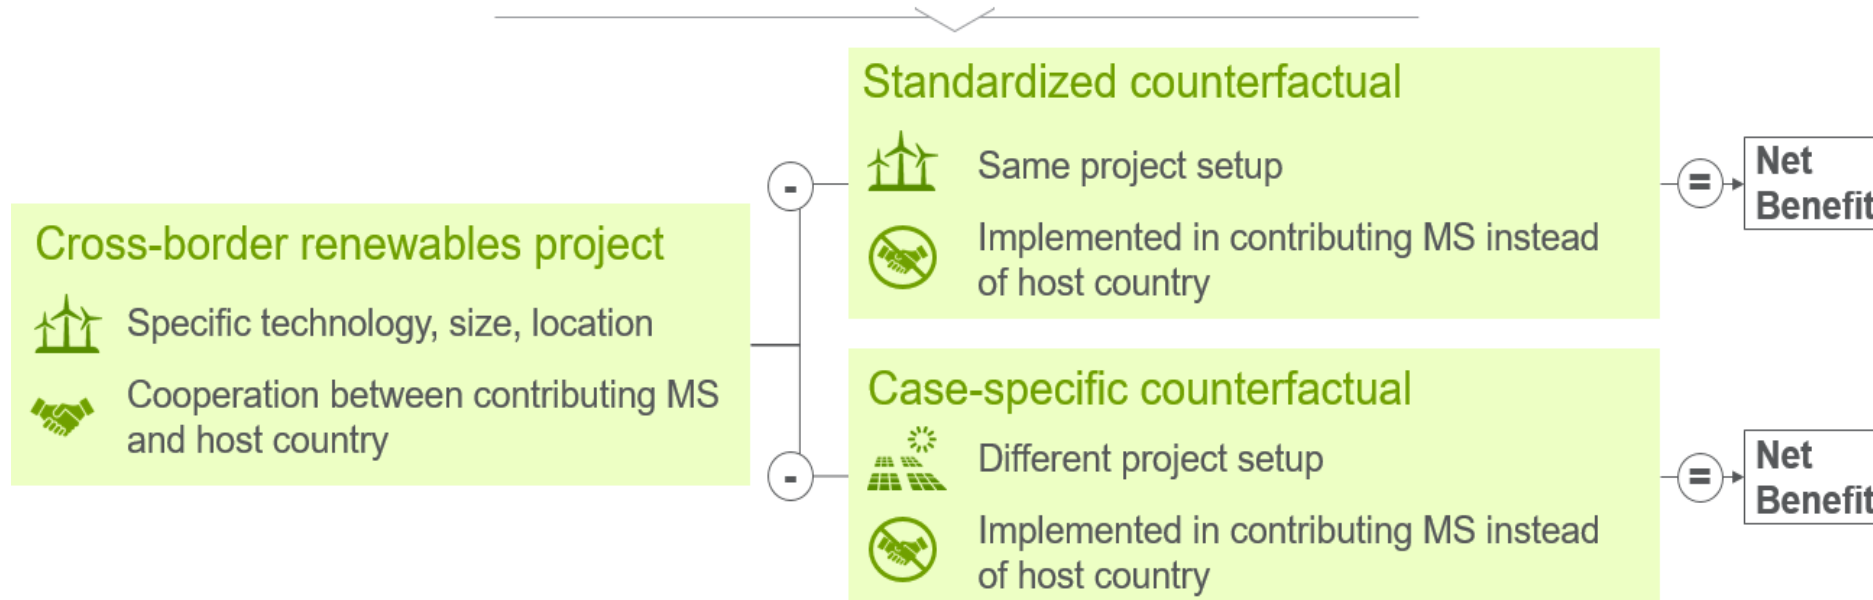 Cross-border renewables project
Specific technology, size, location
Cooperation between contributing MS
and host country
-
Standardized counterfactual
Same project setup
Implemented in contributing MS instead
of host country
=
Net
Benefit
-
Case-specific counterfactual
Different project setup
Implemented in contributing MS instead
of host country
=
Net
Benefit